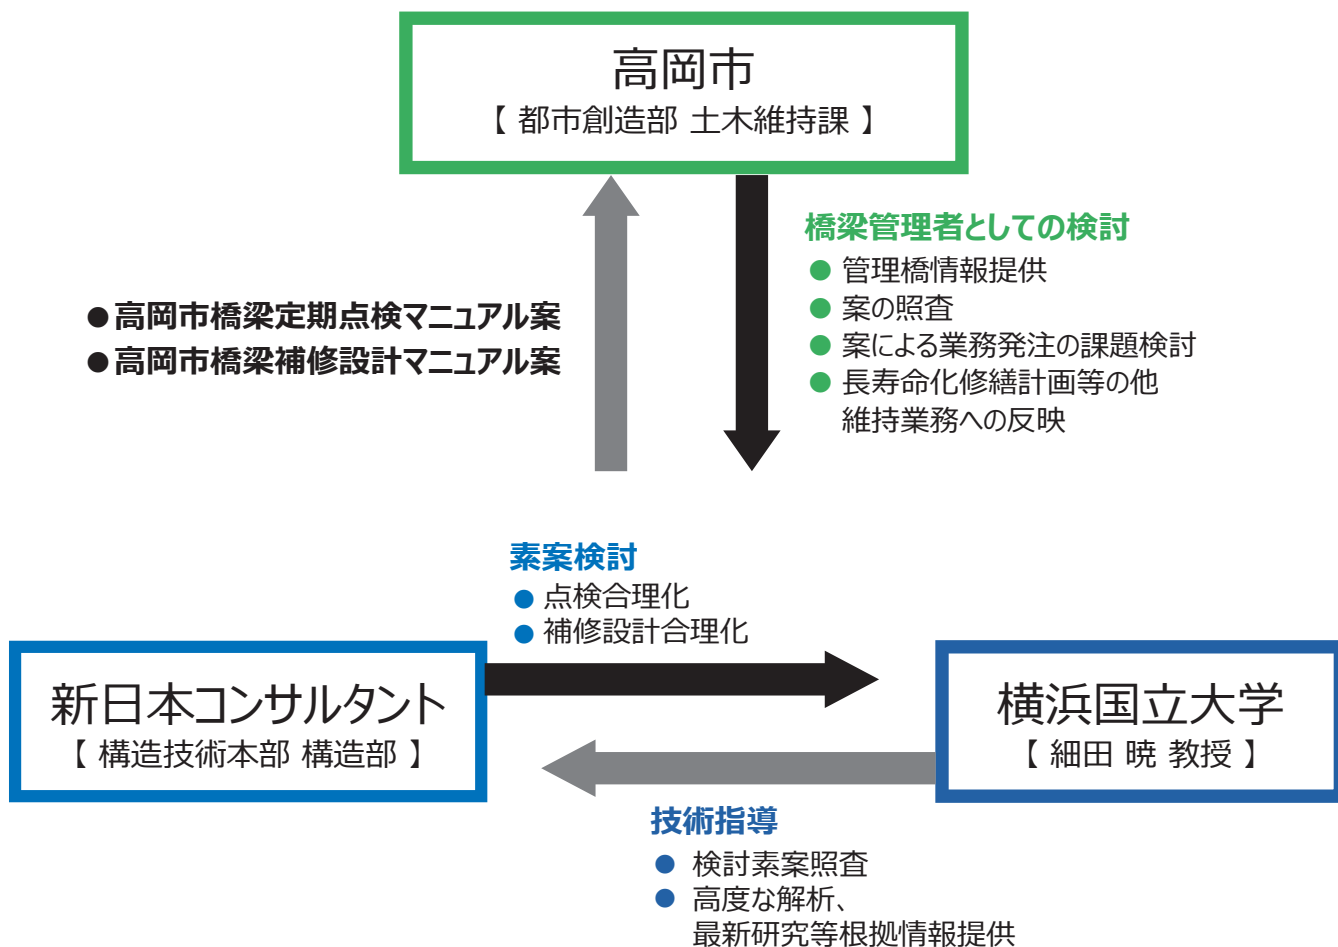 高岡市
【 都市創造部 土木維持課 】
橋梁管理者としての検討
● 管理橋情報提供
● 案の照査
● 案による業務発注の課題検討
● 長寿命化修繕計画等の他
維持業務への反映
●高岡市橋梁定期点検マニュアル案
●高岡市橋梁補修設計マニュアル案
素案検討
● 点検合理化
● 補修設計合理化
新日本コンサルタント
【 構造技術本部 構造部 】
横浜国立大学
【 細田 暁 教授 】
技術指導
● 検討素案照査
● 高度な解析、
最新研究等根拠情報提供